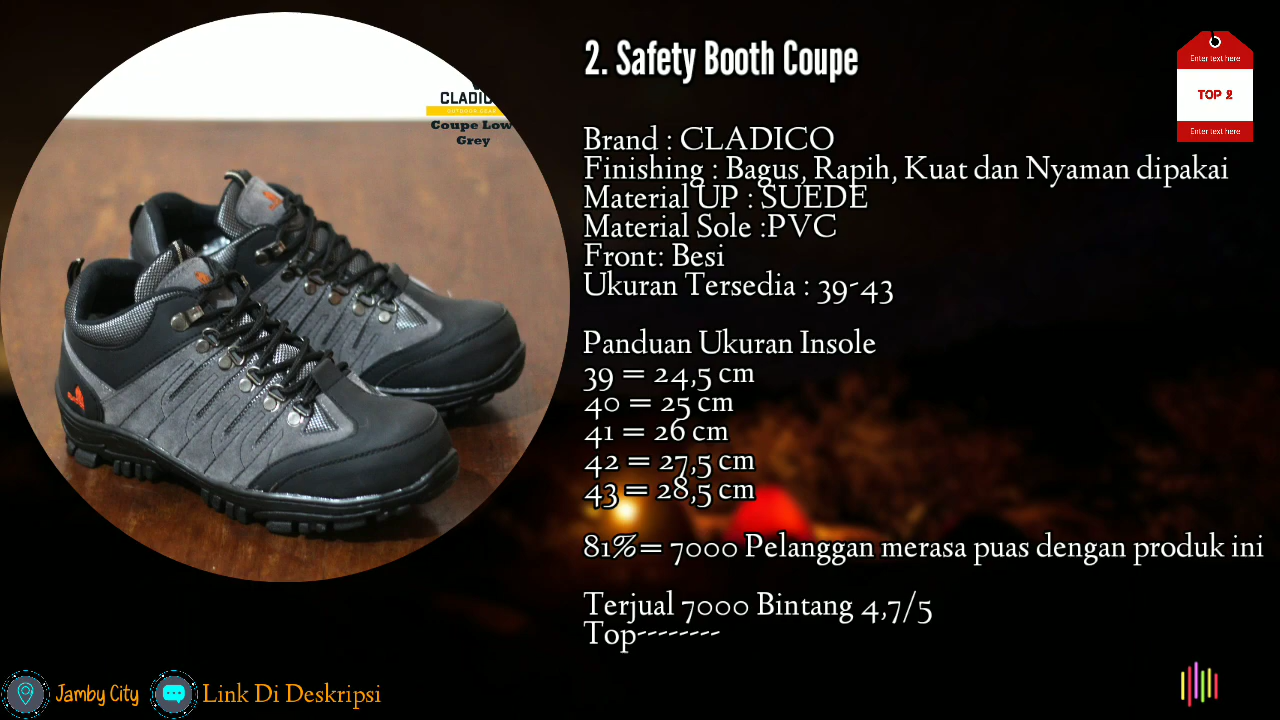 2. Safety Booth Coupe
Enter text here
TOP 2
Enter text here
OUTDOOR GEAR
Coupe Low
Grey
Brand : CLADICO
Finishing : Bagus, Rapih, Kuat dan Nyaman dipakai
Material UP : SUEDE
Material Sole :PVC
Front: Besi
Ukuran Tersedia : 39-43
Panduan Ukuran Insole
39 = 24,5 cm
40 = 25 cm
41 = 26 cm
42 = 27,5 cm
43 = 28,5 cm
81%= 7000 Pelanggan merasa puas dengan produk ini
Terjual 7000 Bintang 4,7/5
Top--------
Jamby City
Link Di Deskripsi